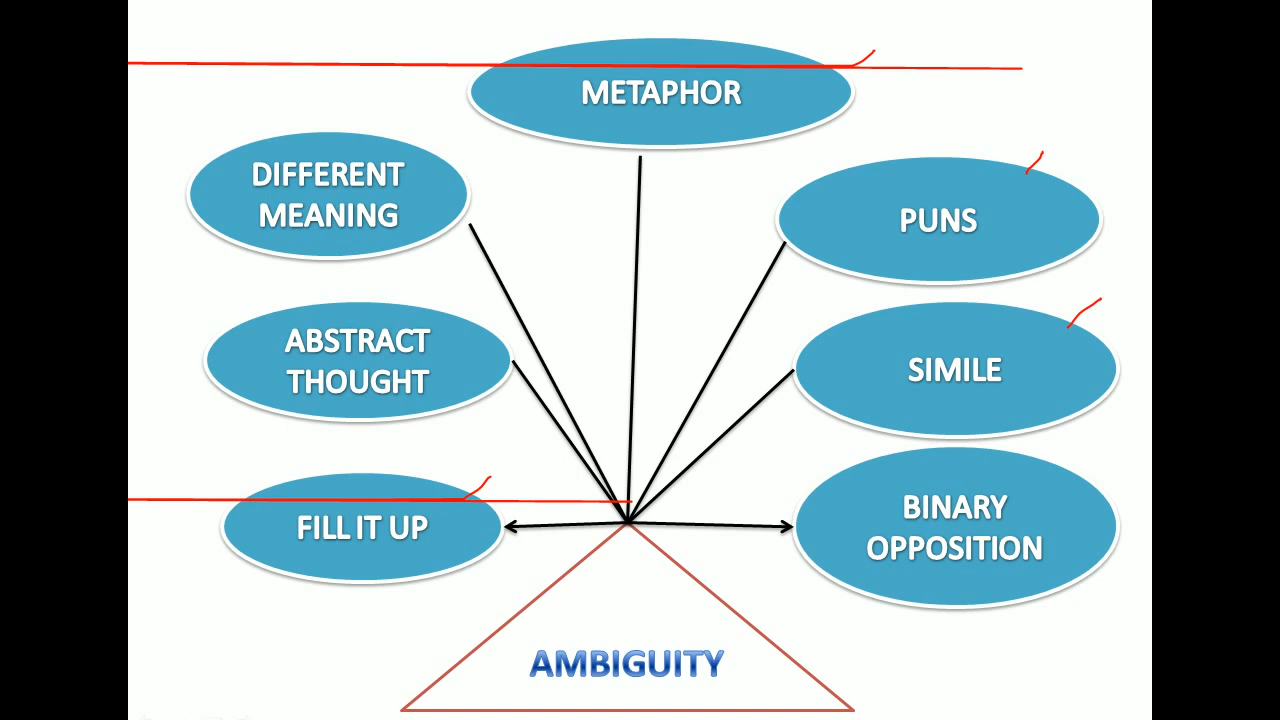 METAPHOR
DIFFERENT
MEANING
PUNS
ABSTRACT
THOUGHT
SIMILE
FILL IT UP
BINARY
OPPOSITION
AMBIGUITY